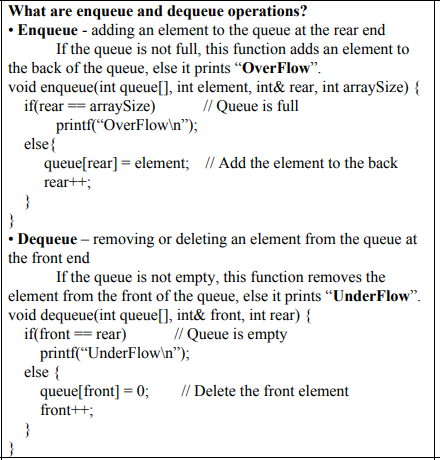 What are enqueue and dequeue operations?
• Enqueue - adding an element to the queue at the rear end
If the queue is not full, this function adds an element to
the back of the queue, else it prints “OverFlow”.
void enqueue(int queue[], int element, int& rear, int arraySize) {
if(rear == arraySize) // Queue is full
printf(“OverFlow\n”);
else{
queue[rear] = element; // Add the element to the back
rear++;
}
}
• Dequeue – removing or deleting an element from the queue at
the front end
If the queue is not empty, this function removes the
element from the front of the queue, else it prints “UnderFlow”.
void dequeue(int queue[], int& front, int rear) {
if(front == rear) // Queue is empty
printf(“UnderFlow\n”);
else {
queue[front] = 0; // Delete the front element
front++;
}
}